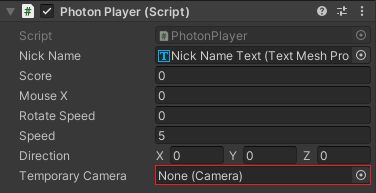 Photon Player (Script)
Script PhotonPlayer
Nick Name Nick Name Text (Text Mesh Pro
Score 0
Mouse X 0
Rotate Speed 0
Speed 5
Direction X 0 Y 0 Z 0
Temporary Camera None (Camera)